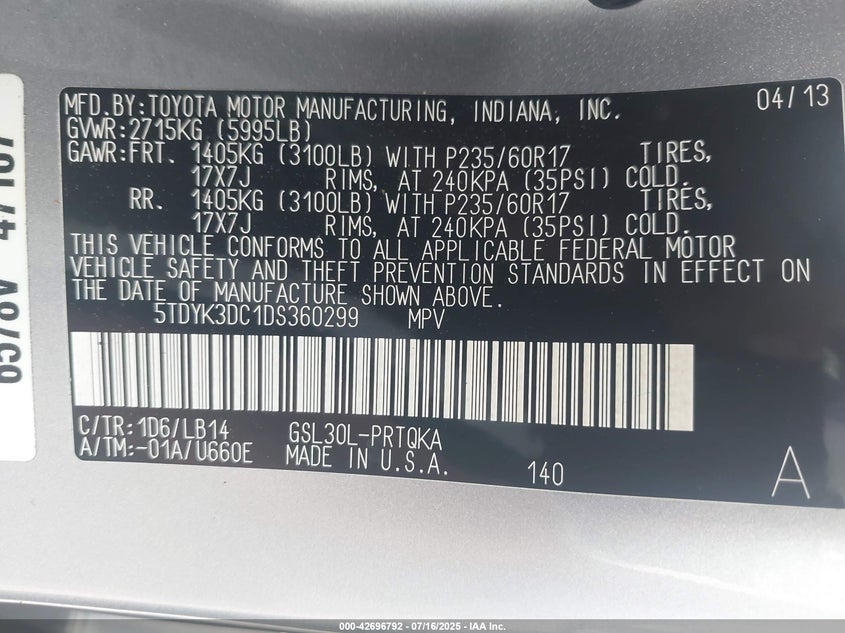 MFD.BY:TOYOTA MOTOR MANUFACTURING, INDIANA, INC. 04/13
GVWR:2715KG (5995LB)
GAWR:FRT. 1405KG (3100LB) WITH P235/60R17 TIRES,
17X7J RIMS, AT 240KPA (35PSI) COLD.
RR. 1405KG (3100LB) WITH P235/60R17 TIRES,
17X7J RIMS, AT 240KPA (35PSI) COLD.
THIS VEHICLE CONFORMS TO ALL APPLICABLE FEDERAL MOTOR
VEHICLE SAFETY AND THEFT PREVENTION STANDARDS IN EFFECT ON
THE DATE OF MANUFACTURE SHOWN ABOVE.
5TDYK3DC1DS360299 MPV
C/TR:1D6/LB14 GSL30L-PRTQKA
A/TM:-01A/U660E MADE IN U.S.A. 140 A
000-42696792 - 07/16/2025 - IAA Inc.